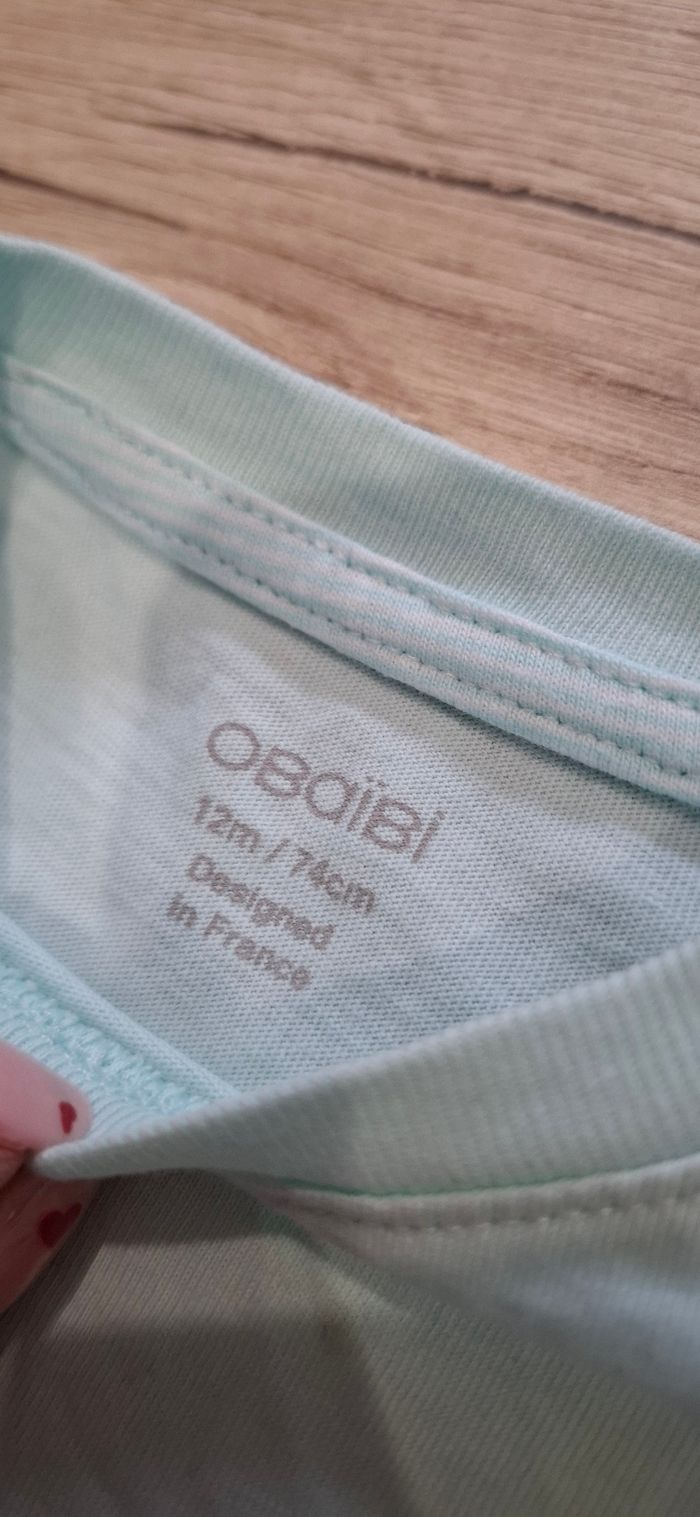 OBaïBi
12m / 74cm
Designed
in France